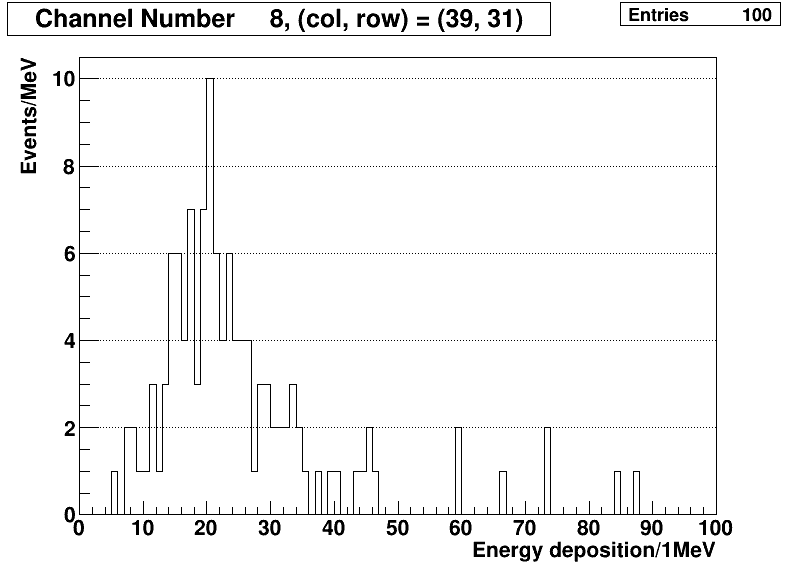 Channel Number 8, (col, row) = (39, 31)
Entries 100
Events/MeV
10
8
6
4
2
0
0 10 20 30 40 50 60 70 80 90 100
Energy deposition/1MeV